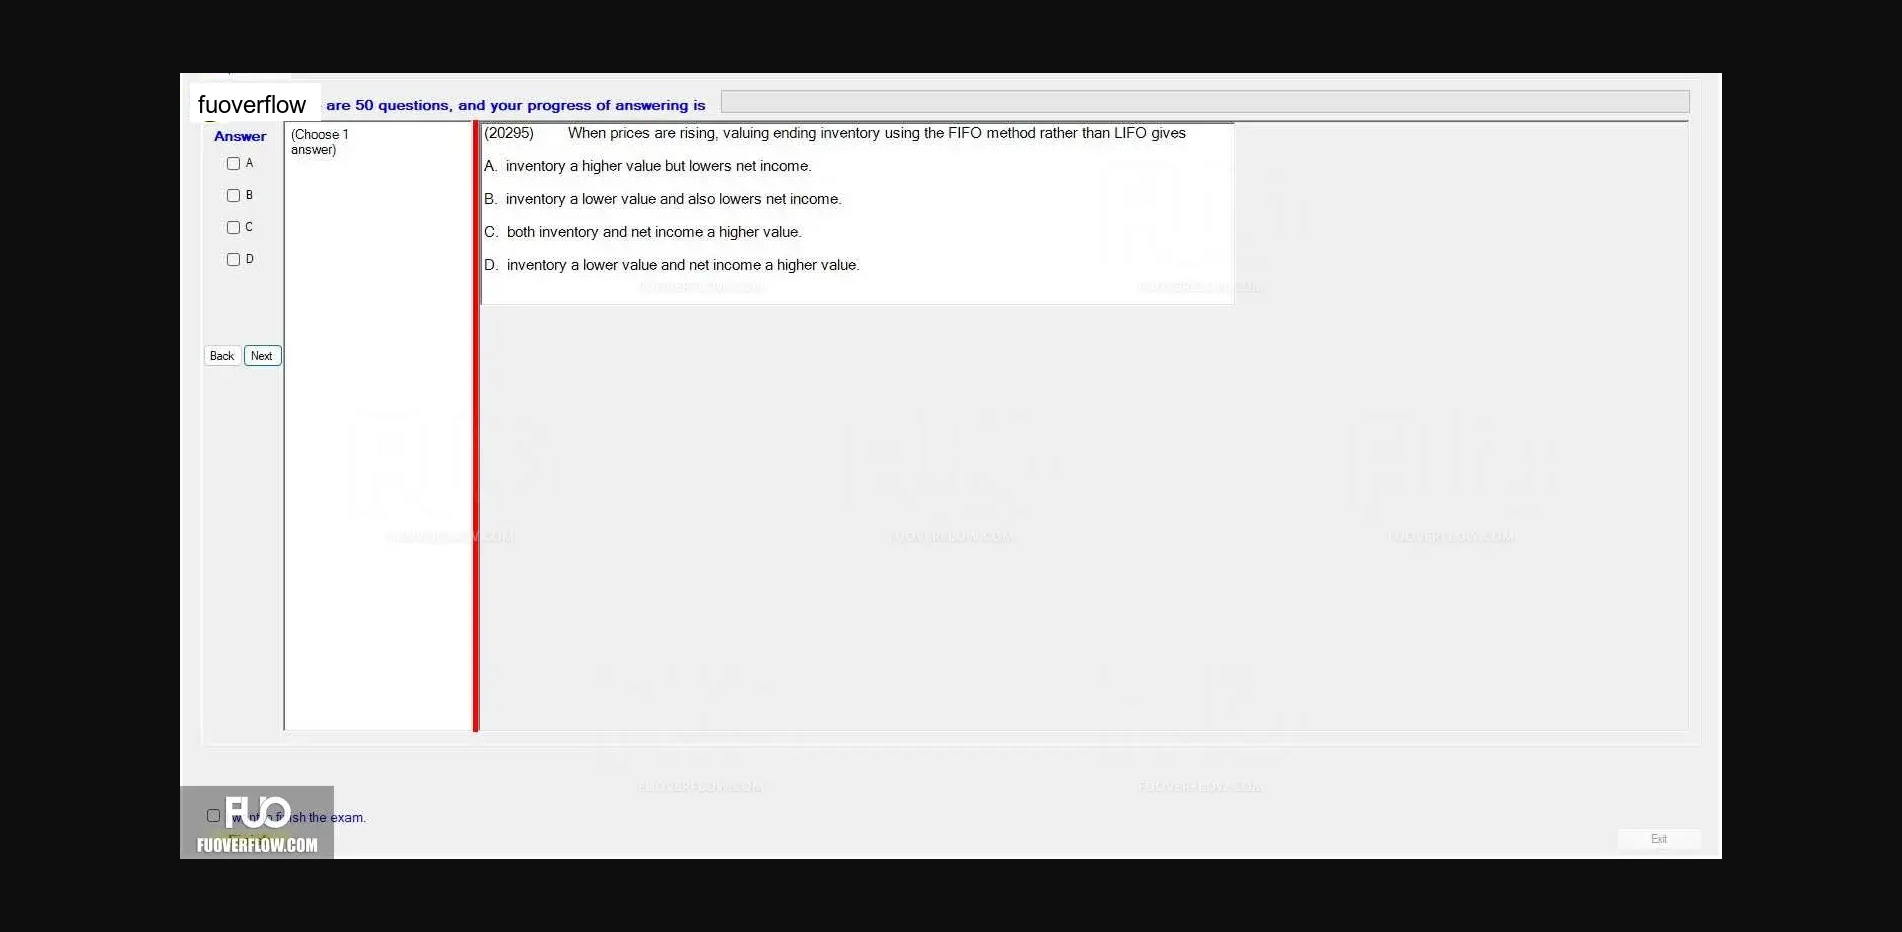 fuoverflow are 50 questions, and your progress of answering is
Answer
(Choose 1
answer)
A
B
C
D
Back Next
(20295) When prices are rising, valuing ending inventory using the FIFO method rather than LIFO gives
A. inventory a higher value but lowers net income.
B. inventory a lower value and also lowers net income.
C. both inventory and net income a higher value.
D. inventory a lower value and net income a higher value.
FUOVERFLOW.COM FUOVERFLOW.COM
FUOVERFLOW.COM FUOVERFLOW.COM FUOVERFLOW.COM
FUOVERFLOW.COM FUOVERFLOW.COM
FUO
the exam.
FUOVERFLOW.COM
Exit